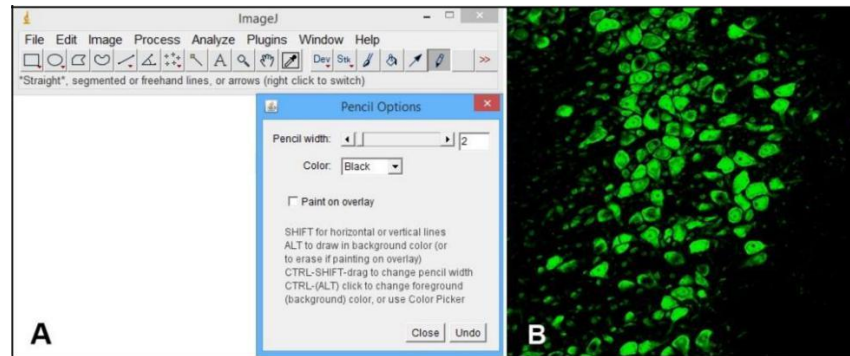 ImageJ
File Edit Image Process Analyze Plugins Window Help
A Dev Stk >>
*Straight*, segmented or freehand lines, or arrows (right click to switch)
Pencil Options
Pencil width: 2
Color: Black
Paint on overlay
SHIFT for horizontal or vertical lines
ALT to draw in background color (or
to erase if painting on overlay)
CTRL-SHIFT-drag to change pencil width
CTRL-(ALT) click to change foreground
(background) color, or use Color Picker
Close Undo
A
B